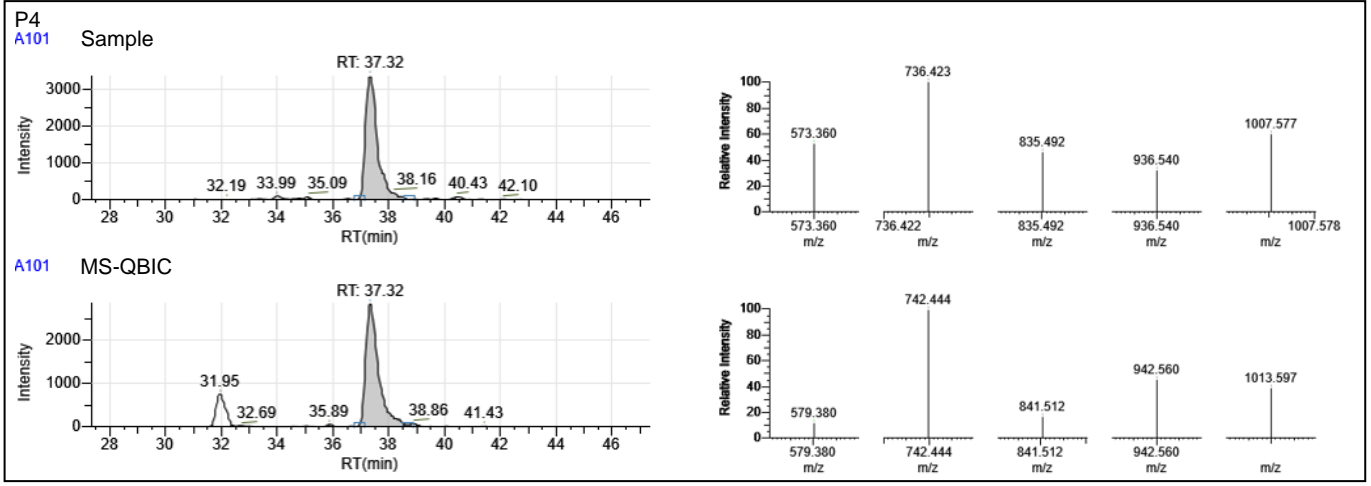 P4
A101 Sample
RT: 37.32
Intensity
3000
2000
1000
0
32.19 33.99 35.09 38.16 40.43 42.10
28 30 32 34 36 38 40 42 44 46
RT(min)
Relative Intensity
100
80
60
40
20
0
573.360 736.423 835.492 936.540 1007.577
573.360 736.422 835.492 936.540 1007.578
m/z m/z m/z m/z m/z
A101 MS-QBIC
RT: 37.32
Intensity
2000
1000
0
31.95 32.69 35.89 38.86 41.43
28 30 32 34 36 38 40 42 44 46
RT(min)
Relative Intensity
100
80
60
40
20
0
579.380 742.444 841.512 942.560 1013.597
579.380 742.444 841.512 942.560
m/z m/z m/z m/z m/z